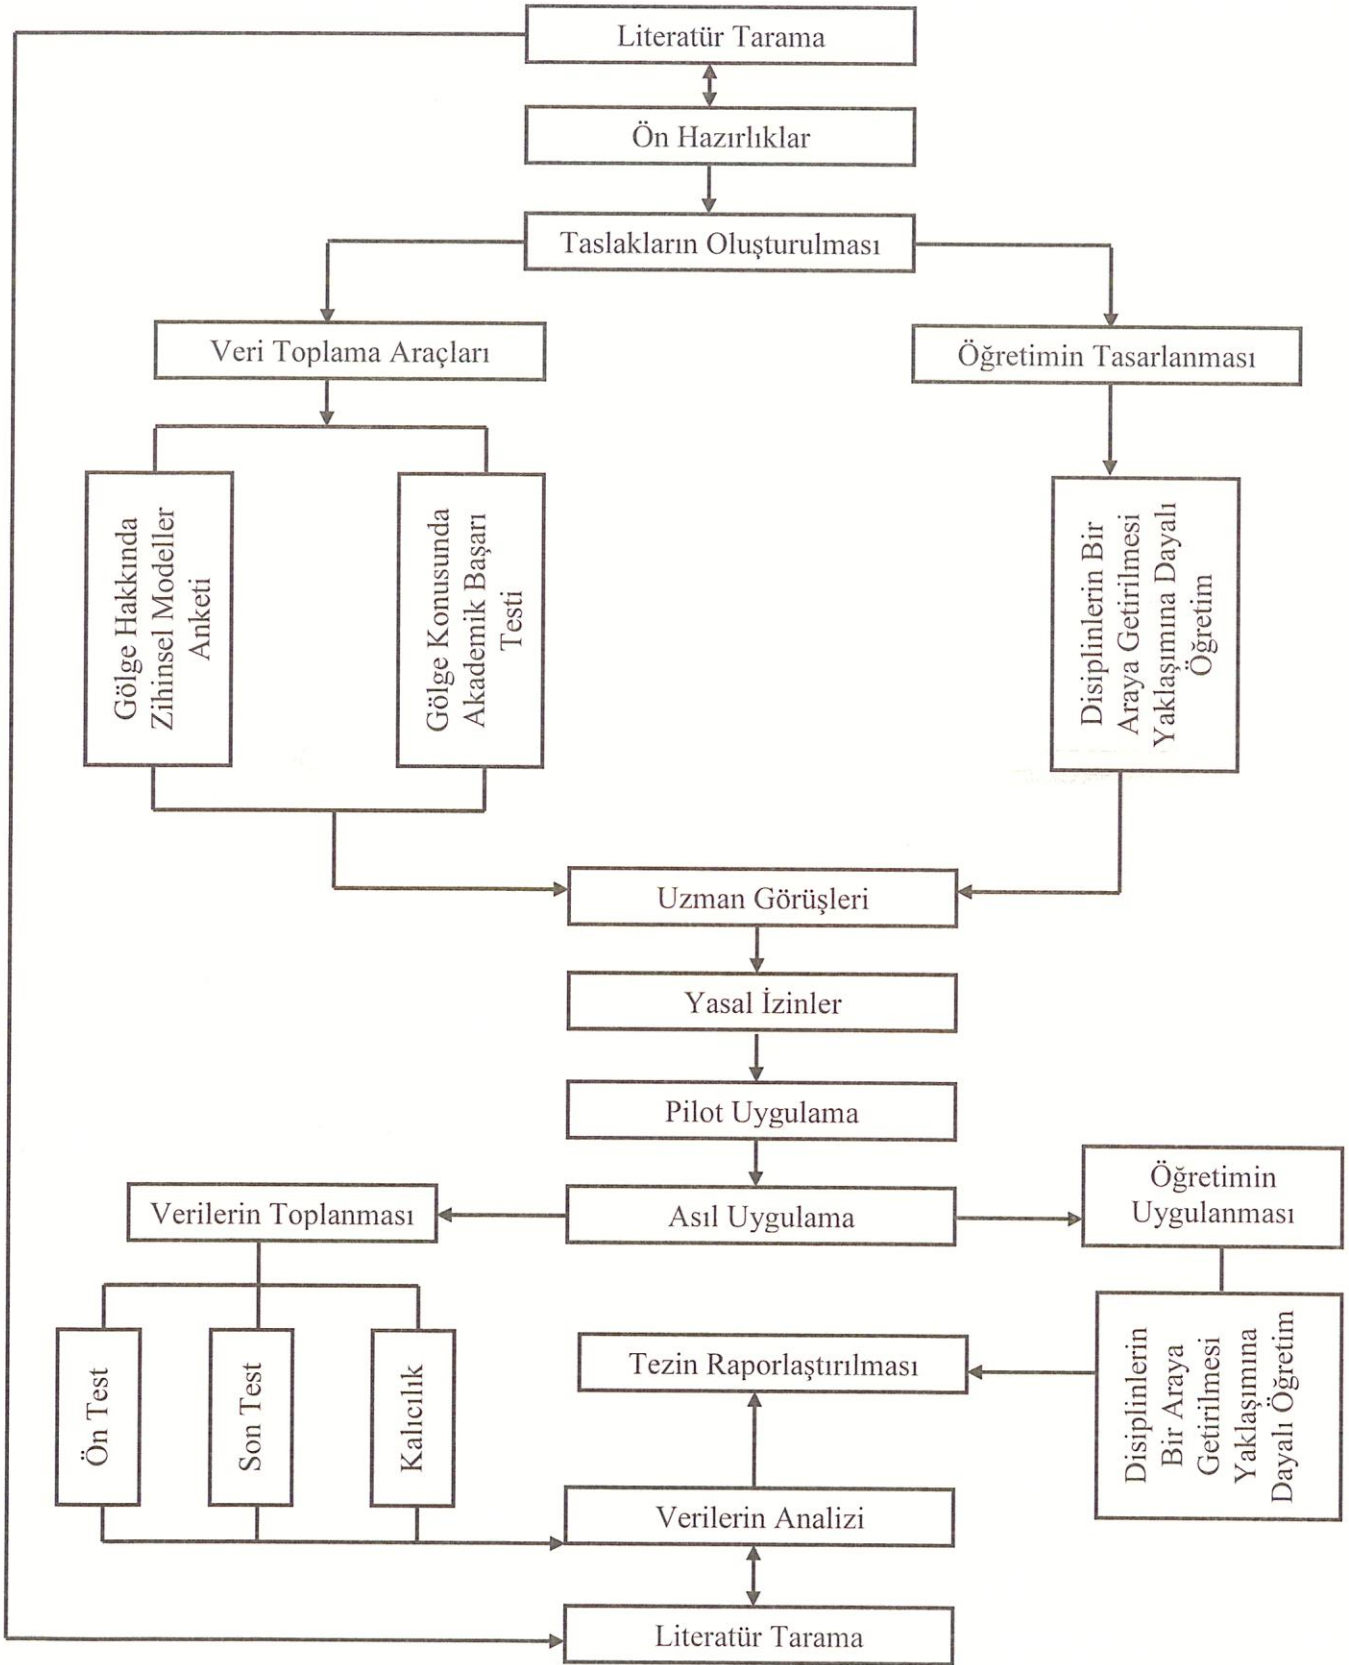 Literatür Tarama
Ön Hazırlıklar
Taslakların Oluşturulması
Veri Toplama Araçları
Öğretimin Tasarlanması
Gölge Hakkında
Zihinsel Modeller
Anketi
Gölge Konusunda
Akademik Başarı
Testi
Disiplinlerin Bir
Araya Getirilmesi
Yaklaşımına Dayalı
Öğretim
Uzman Görüşleri
Yasal İzinler
Pilot Uygulama
Asıl Uygulama
Verilerin Toplanması
Öğretimin
Uygulanması
Ön Test
Son Test
Kalıcılık
Tezin Raporlaştırılması
Disiplinlerin
Bir Araya
Getirilmesi
Yaklaşımına
Dayalı Öğretim
Verilerin Analizi
Literatür Tarama